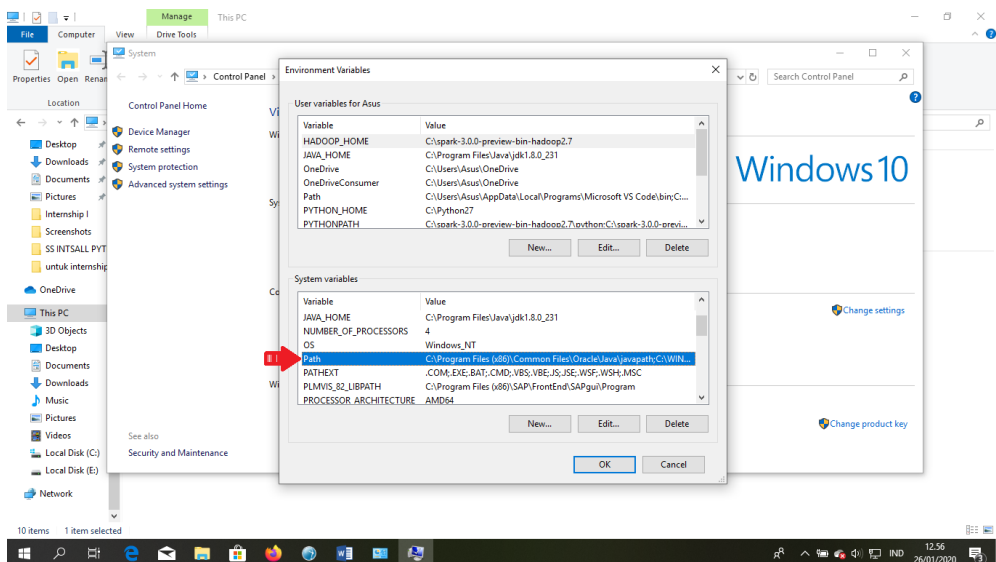 Manage This PC
File Computer View Drive Tools
Properties Open Renam
Location
System
Control Panel
Search Control Panel
Desktop
Downloads
Documents
Pictures
Internship I
Screenshots
SS INTSALL PYT
untuk internship
OneDrive
This PC
3D Objects
Desktop
Documents
Downloads
Music
Pictures
Videos
Local Disk (C:)
Local Disk (E:)
Network
10 items 1 item selected
Control Panel Home
Device Manager
Remote settings
System protection
Advanced system settings
See also
Security and Maintenance
Environment Variables
User variables for Asus
Variable Value
HADOOP_HOME C:\spark-3.0.0-preview-bin-hadoop2.7
JAVA_HOME C:\Program Files\Java\jdk1.8.0_231
OneDrive C:\Users\Asus\OneDrive
OneDriveConsumer C:\Users\Asus\OneDrive
Path C:\Users\Asus\AppData\Local\Programs\Microsoft VS Code\bin;C:...
PYTHON_HOME C:\Python27
PYTHONPATH C:\spark-3.0.0-preview-bin-hadoop2.7\python;C:\spark-3.0.0-previ...
New... Edit... Delete
System variables
Variable Value
JAVA_HOME C:\Program Files\Java\jdk1.8.0_231
NUMBER_OF_PROCESSORS 4
OS Windows_NT
Path C:\Program Files (x86)\Common Files\Oracle\Java\javapath;C:\WIN...
PATHEXT .COM;.EXE;.BAT;.CMD;.VBS;.VBE;.JS;.JSE;.WSF;.WSH;.MSC
PLMVIS_82_LIBPATH C:\Program Files (x86)\SAP\FrontEnd\SAPgui\Program
PROCESSOR_ARCHITECTURE AMD64
New... Edit... Delete
OK Cancel
Windows 10
Change settings
Change product key
IND
12.56
26/01/2020